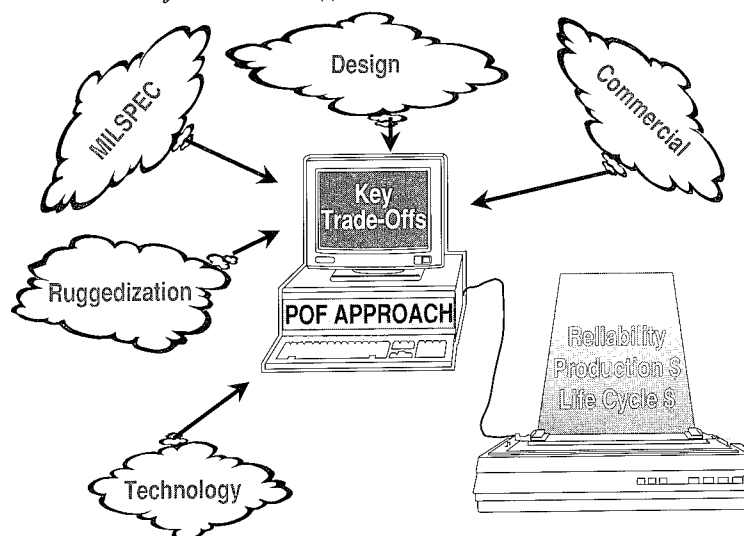 Design
MILSPEC
Commercial
Key
Trade-Offs
Ruggedization
POF APPROACH
Reliability
Production $
Life Cycle $
Technology